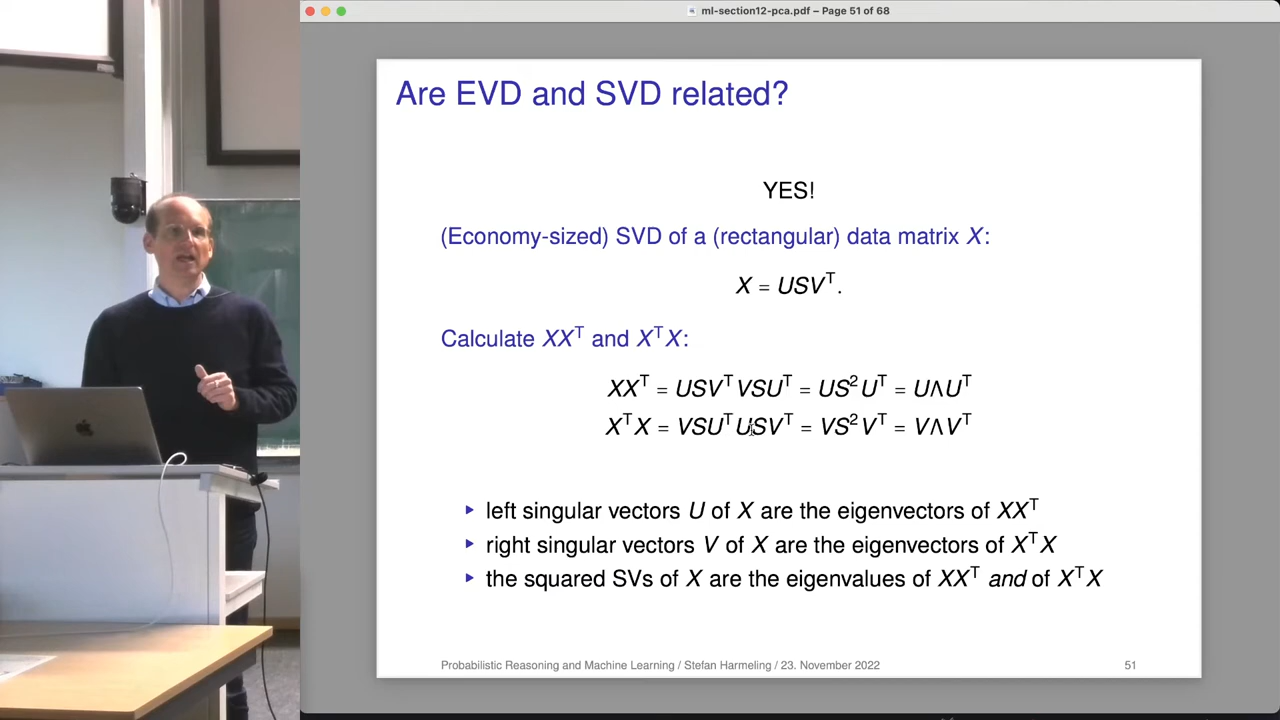 ml-section12-pca.pdf – Page 51 of 68
Are EVD and SVD related?
YES!
(Economy-sized) SVD of a (rectangular) data matrix X:
X = USVᵀ.
Calculate XXᵀ and XᵀX:
XXᵀ = USVᵀVSUᵀ = US²Uᵀ = UΛUᵀ
XᵀX = VSUᵀUSVᵀ = VS²Vᵀ = VΛVᵀ
▶ left singular vectors U of X are the eigenvectors of XXᵀ
▶ right singular vectors V of X are the eigenvectors of XᵀX
▶ the squared SVs of X are the eigenvalues of XXᵀ and of XᵀX
Probabilistic Reasoning and Machine Learning / Stefan Harmeling / 23. November 2022
51